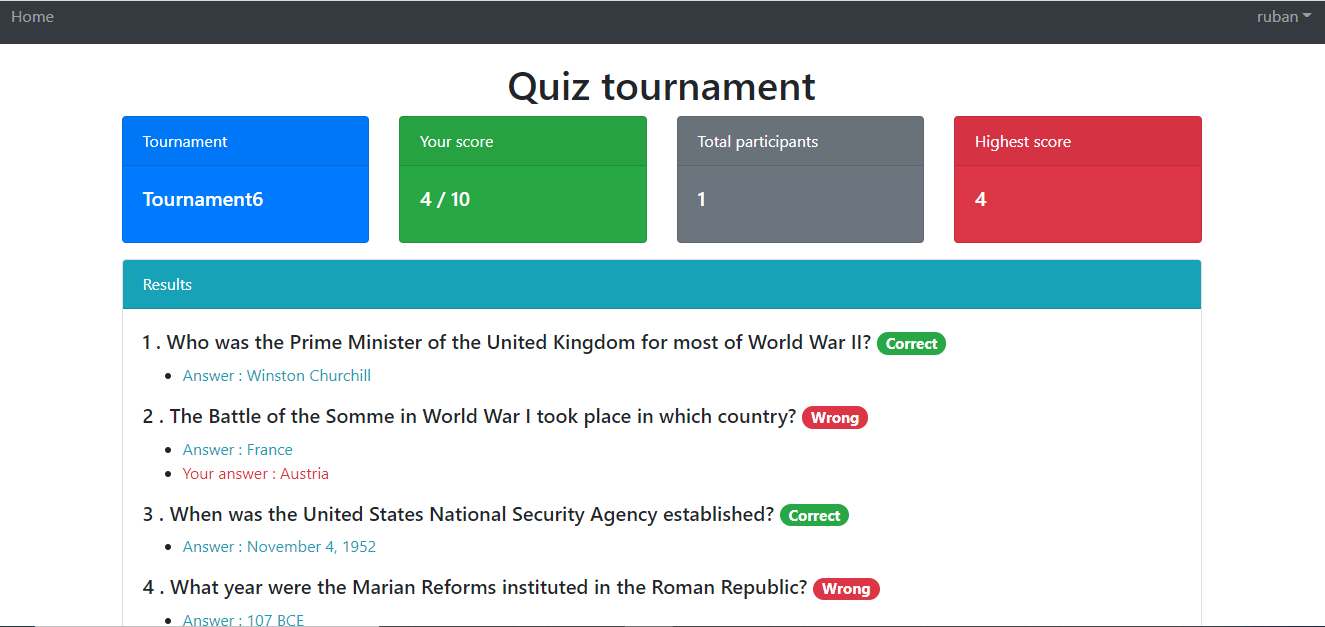 Home
ruban
Quiz tournament
Tournament
Your score
Total participants
Highest score
Tournament6
4 / 10
1
4
Results
1 . Who was the Prime Minister of the United Kingdom for most of World War II? Correct
Answer : Winston Churchill
2 . The Battle of the Somme in World War I took place in which country? Wrong
Answer : France
Your answer : Austria
3 . When was the United States National Security Agency established? Correct
Answer : November 4, 1952
4 . What year were the Marian Reforms instituted in the Roman Republic? Wrong
Answer : 107 BCE